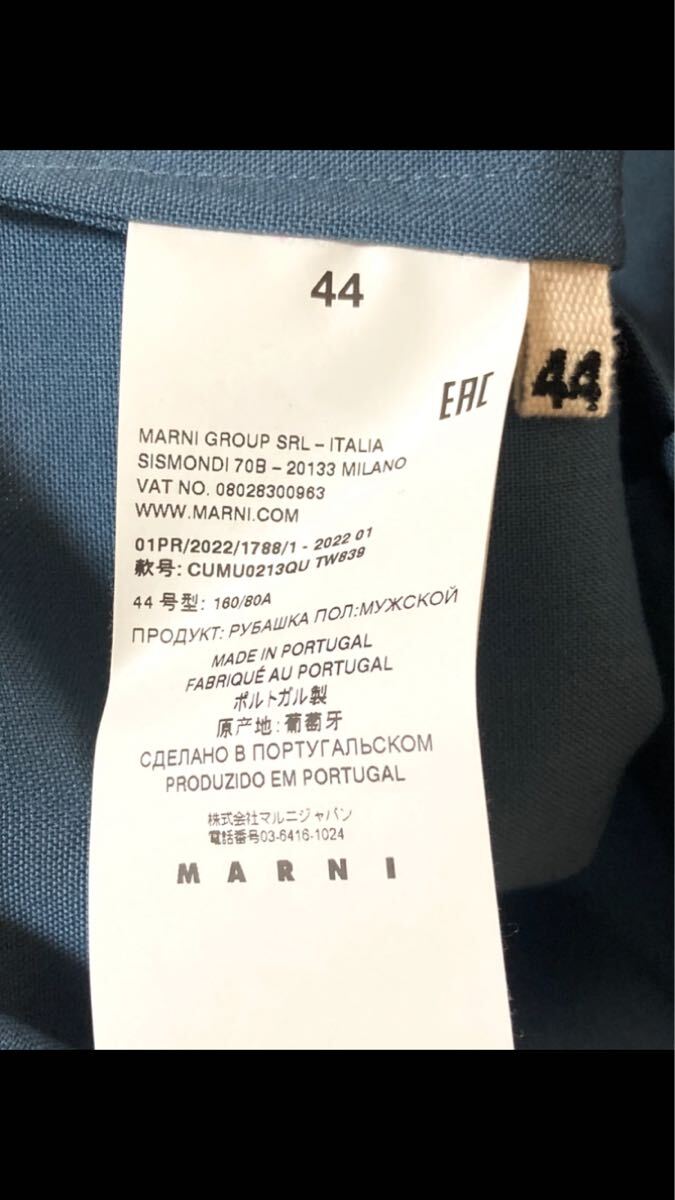 44
EAC
44
MARNI GROUP SRL – ITALIA
SISMONDI 70B – 20133 MILANO
VAT NO. 08028300963
WWW.MARNI.COM
01PR/2022/1788/1 - 2022 01
款号: CUMU0213QU TW839
44 号型: 160/80A
ПРОДУКТ: РУБАШКА ПОЛ:МУЖСКОЙ
MADE IN PORTUGAL
FABRIQUÉ AU PORTUGAL
ポルトガル製
原产地: 葡萄牙
СДЕЛАНО В ПОРТУГАЛЬСКОМ
PRODUZIDO EM PORTUGAL
株式会社マルニジャパン
電話番号03-6416-1024
MARNI